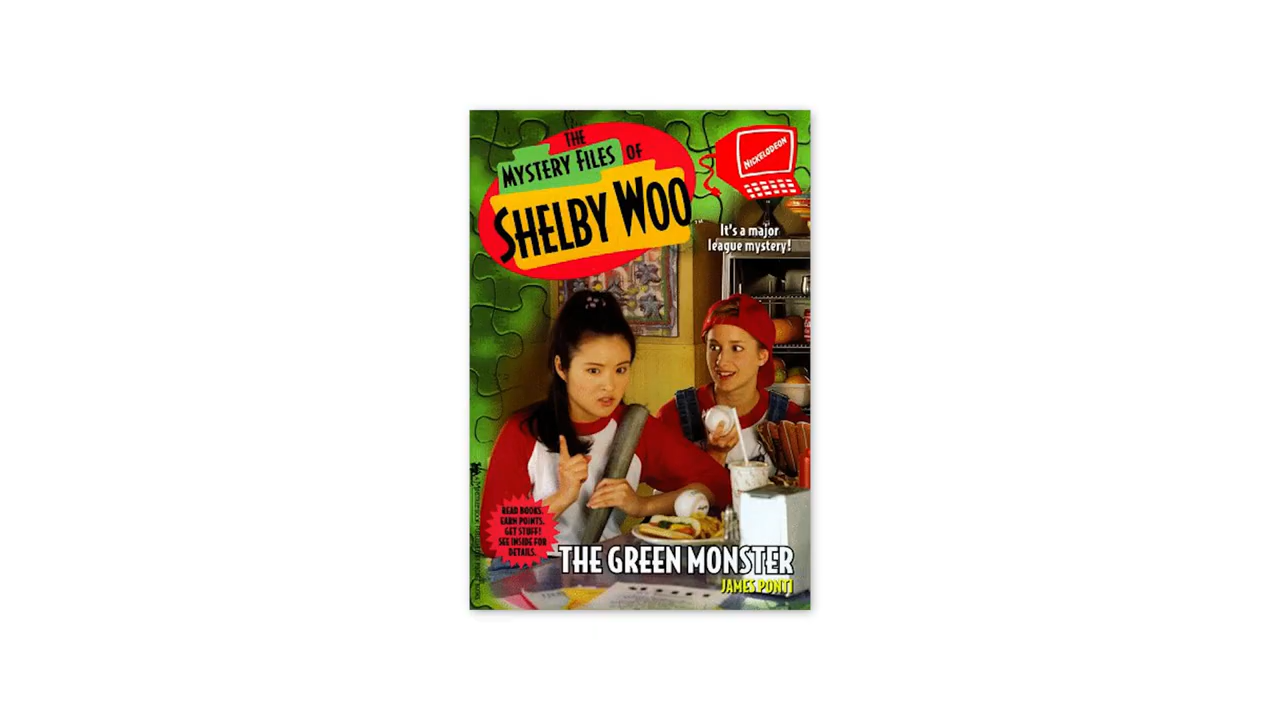 THE
MYSTERY FILES OF
SHELBY WOO™
NICKELODEON
It's a major
league mystery!
READ BOOKS.
EARN POINTS.
GET STUFF!
SEE INSIDE FOR
DETAILS.
THE GREEN MONSTER
JAMES PONTI